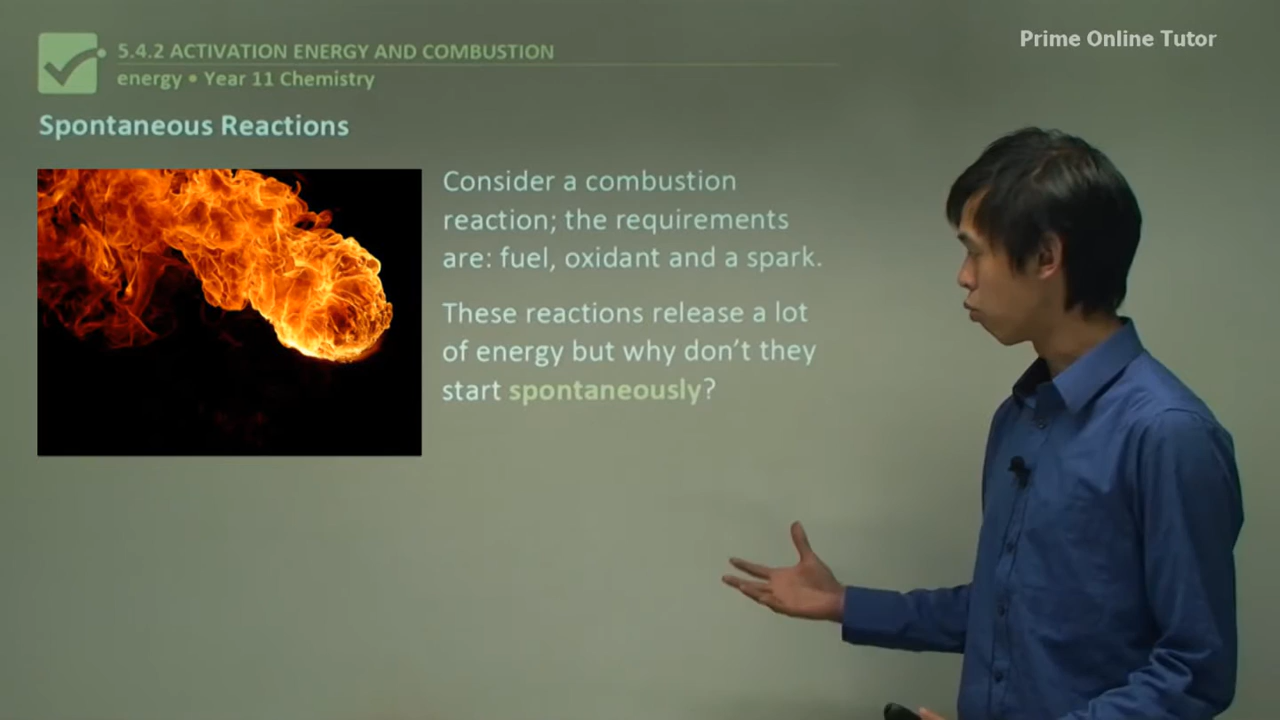 5.4.2 ACTIVATION ENERGY AND COMBUSTION
energy • Year 11 Chemistry
Prime Online Tutor
Spontaneous Reactions
Consider a combustion
reaction; the requirements
are: fuel, oxidant and a spark.
These reactions release a lot
of energy but why don't they
start spontaneously?